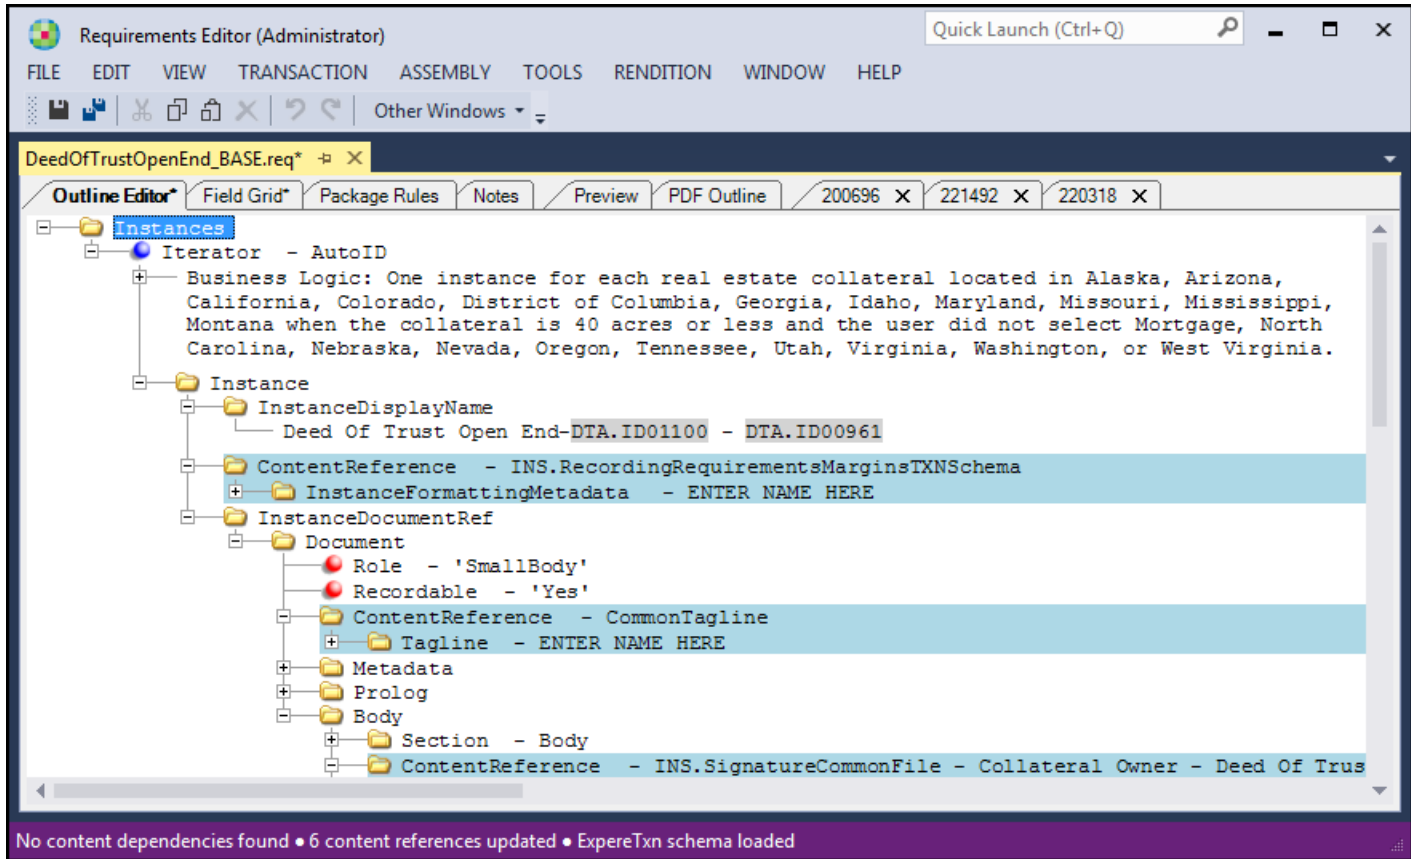 Requirements Editor (Administrator)
Quick Launch (Ctrl+Q)
FILE EDIT VIEW TRANSACTION ASSEMBLY TOOLS RENDITION WINDOW HELP
Other Windows
DeedOfTrustOpenEnd_BASE.req*
Outline Editor* Field Grid* Package Rules Notes Preview PDF Outline 200696 221492 220318
Instances
Iterator - AutoID
Business Logic: One instance for each real estate collateral located in Alaska, Arizona,
California, Colorado, District of Columbia, Georgia, Idaho, Maryland, Missouri, Mississippi,
Montana when the collateral is 40 acres or less and the user did not select Mortgage, North
Carolina, Nebraska, Nevada, Oregon, Tennessee, Utah, Virginia, Washington, or West Virginia.
Instance
InstanceDisplayName
Deed Of Trust Open End-DTA.ID01100 - DTA.ID00961
ContentReference - INS.RecordingRequirementsMarginsTXNSchema
InstanceFormattingMetadata - ENTER NAME HERE
InstanceDocumentRef
Document
Role - 'SmallBody'
Recordable - 'Yes'
ContentReference - CommonTagline
Tagline - ENTER NAME HERE
Metadata
Prolog
Body
Section - Body
ContentReference - INS.SignatureCommonFile - Collateral Owner - Deed Of Trus
No content dependencies found ● 6 content references updated ● ExpereTxn schema loaded